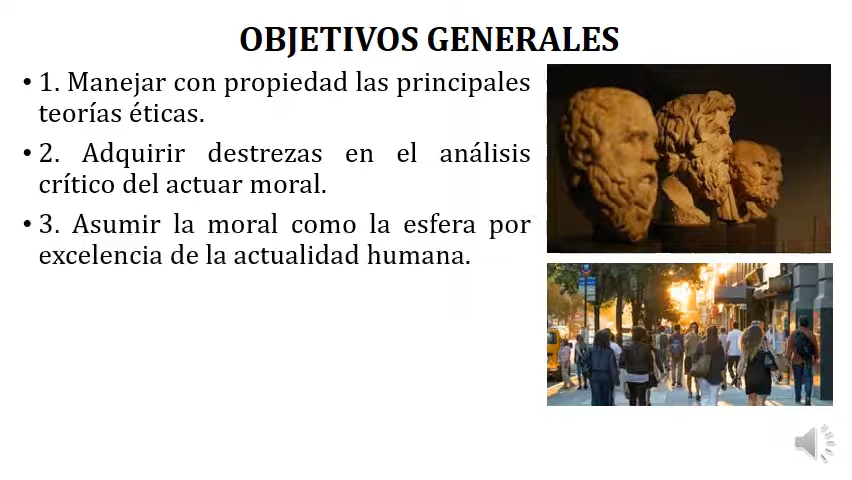 OBJETIVOS GENERALES
• 1. Manejar con propiedad las principales
teorías éticas.
• 2. Adquirir destrezas en el análisis
crítico del actuar moral.
• 3. Asumir la moral como la esfera por
excelencia de la actualidad humana.